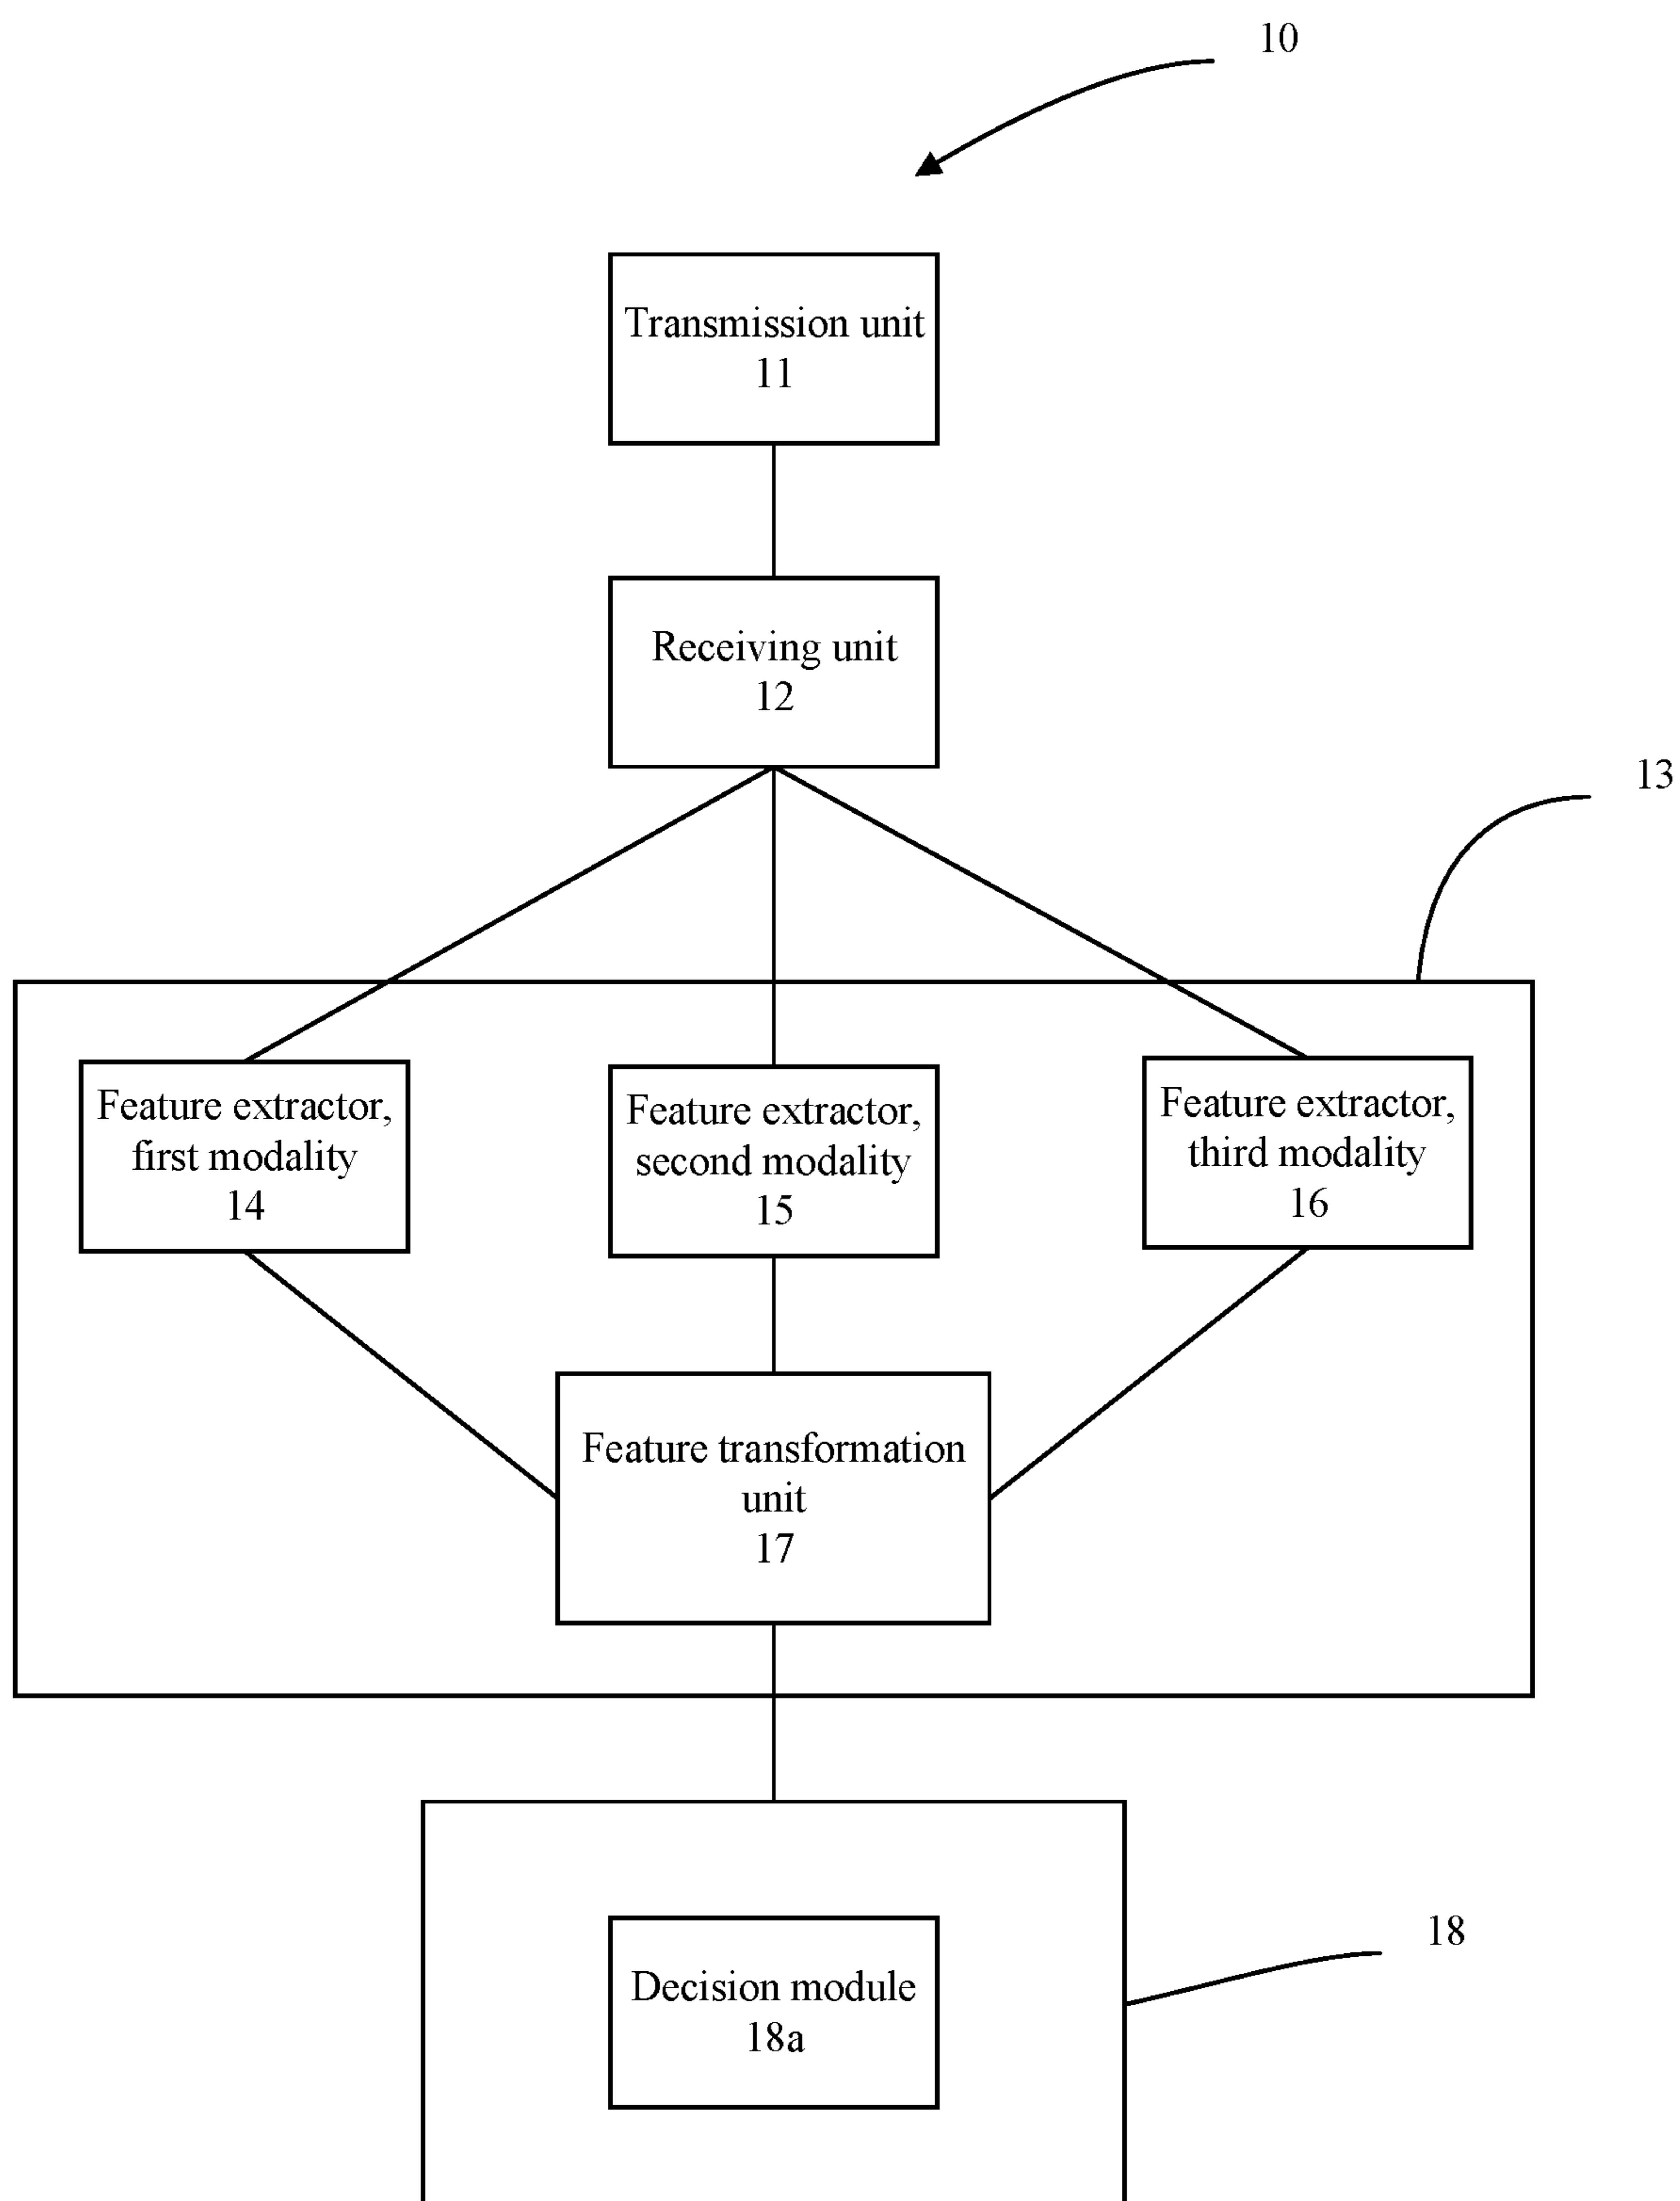 10
Transmission unit
11
Receiving unit
12
13
Feature extractor,
first modality
14
Feature extractor,
second modality
15
Feature extractor,
third modality
16
Feature transformation
unit
17
18
Decision module
18a